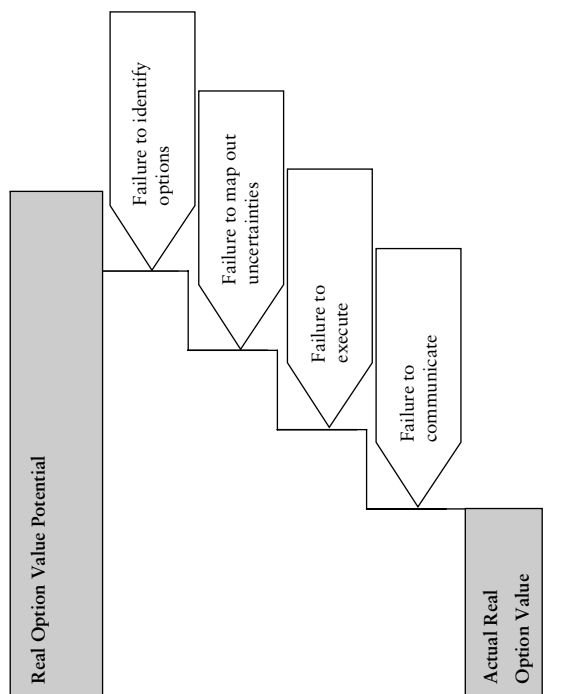 Real Option Value Potential
Failure to identify
options
Failure to map out
uncertainties
Failure to
execute
Failure to
communicate
Actual Real
Option Value